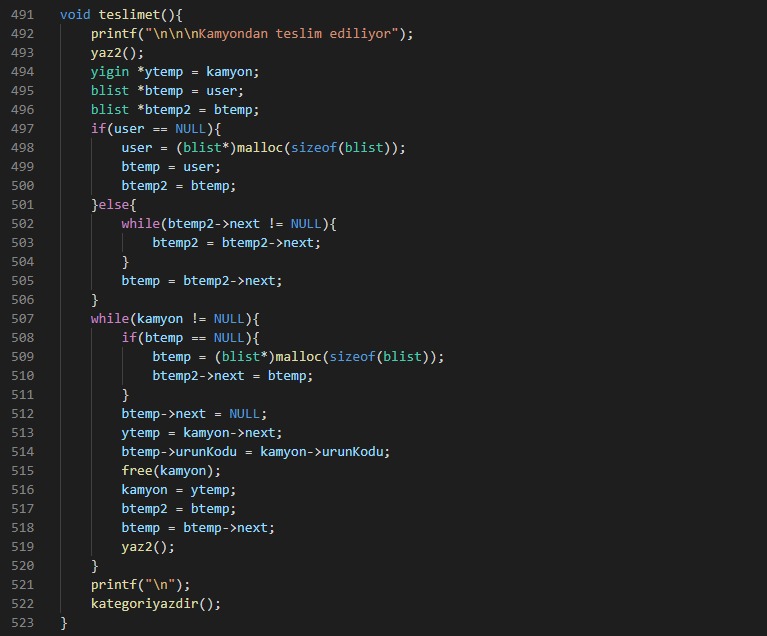 491 void teslimet(){
492     printf("\n\n\nKamyondan teslim ediliyor");
493     yaz2();
494     yigin *ytemp = kamyon;
495     blist *btemp = user;
496     blist *btemp2 = btemp;
497     if(user == NULL){
498         user = (blist*)malloc(sizeof(blist));
499         btemp = user;
500         btemp2 = btemp;
501     }else{
502         while(btemp2->next != NULL){
503             btemp2 = btemp2->next;
504         }
505         btemp = btemp2->next;
506     }
507     while(kamyon != NULL){
508         if(btemp == NULL){
509             btemp = (blist*)malloc(sizeof(blist));
510             btemp2->next = btemp;
511         }
512         btemp->next = NULL;
513         ytemp = kamyon->next;
514         btemp->urunKodu = kamyon->urunKodu;
515         free(kamyon);
516         kamyon = ytemp;
517         btemp2 = btemp;
518         btemp = btemp->next;
519         yaz2();
520     }
521     printf("\n");
522     kategoriyazdir();
523 }